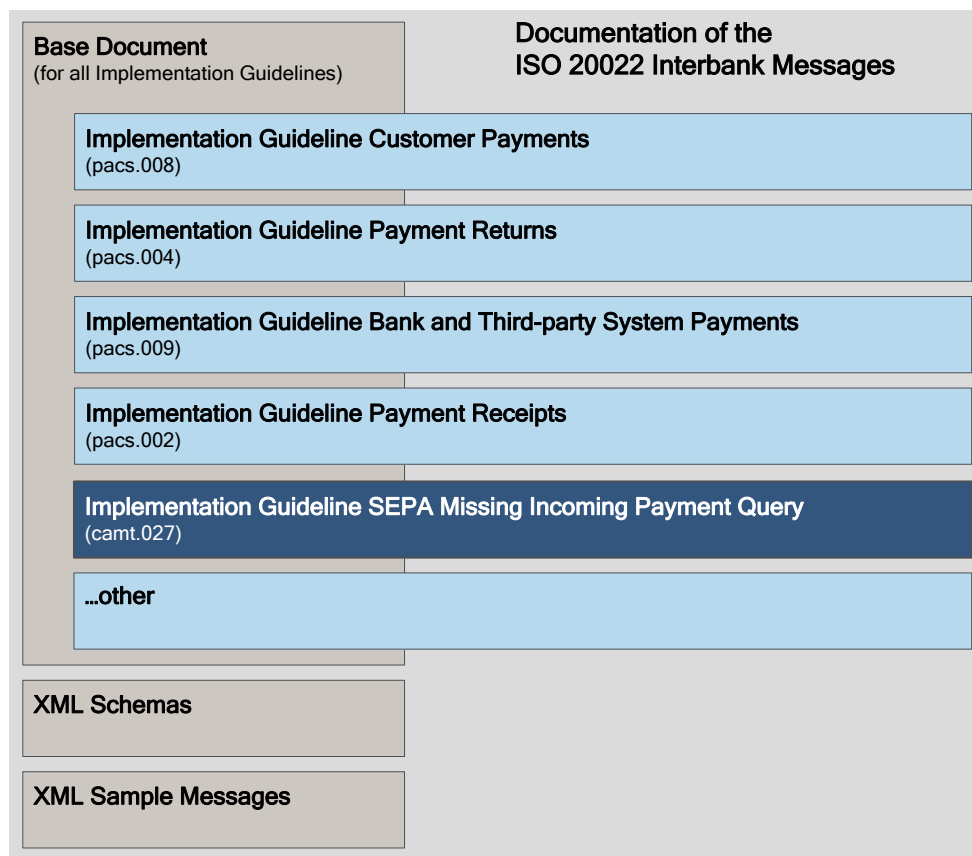 Base Document
(for all Implementation Guidelines)
Documentation of the
ISO 20022 Interbank Messages
Implementation Guideline Customer Payments
(pacs.008)
Implementation Guideline Payment Returns
(pacs.004)
Implementation Guideline Bank and Third-party System Payments
(pacs.009)
Implementation Guideline Payment Receipts
(pacs.002)
Implementation Guideline SEPA Missing Incoming Payment Query
(camt.027)
...other
XML Schemas
XML Sample Messages